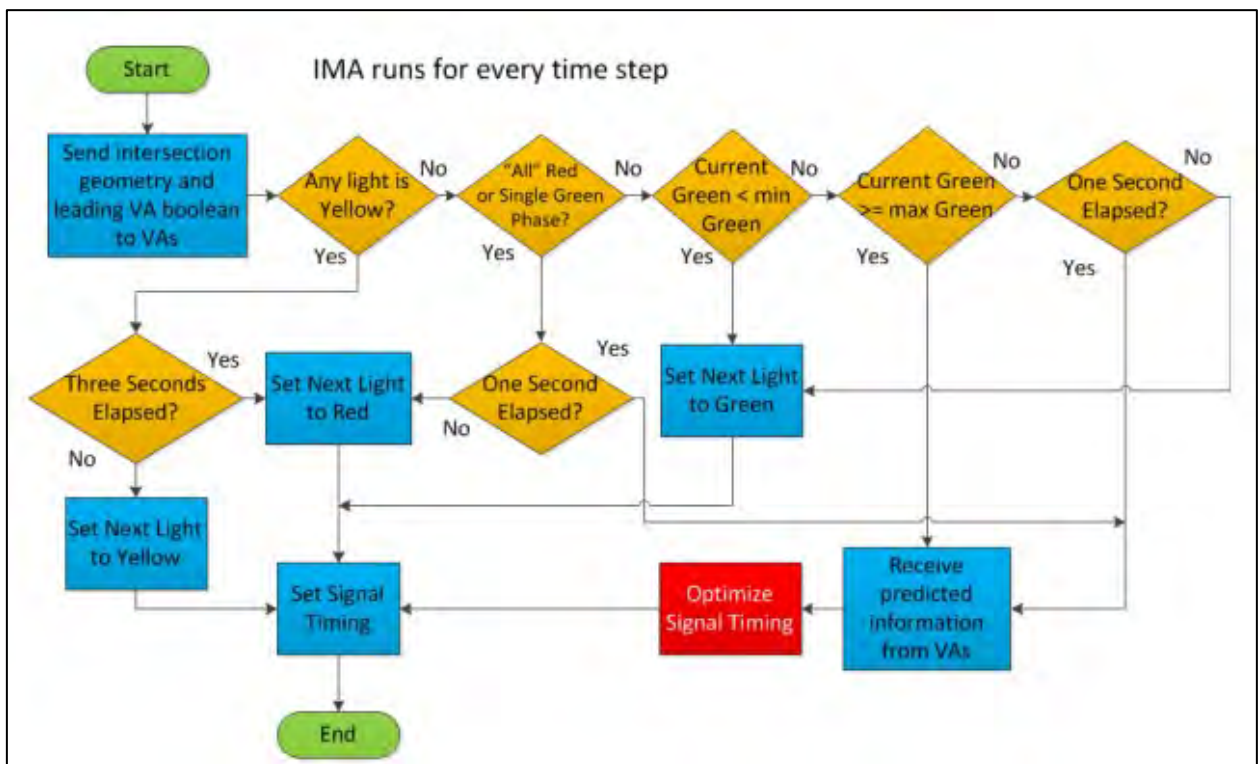 Start
IMA runs for every time step
Send intersection
geometry and
leading VA boolean
to VAs
Any light is
Yellow?
No
Yes
"All" Red
or Single Green
Phase?
No
Yes
Current
Green < min
Green
No
Yes
Current Green
>= max Green
No
Yes
One Second
Elapsed?
No
Yes
Three Seconds
Elapsed?
Yes
No
Set Next Light
to Red
One Second
Elapsed?
Yes
No
Set Next Light
to Green
Set Next Light
to Yellow
Set Signal
Timing
Optimize
Signal Timing
Receive
predicted
information
from VAs
End